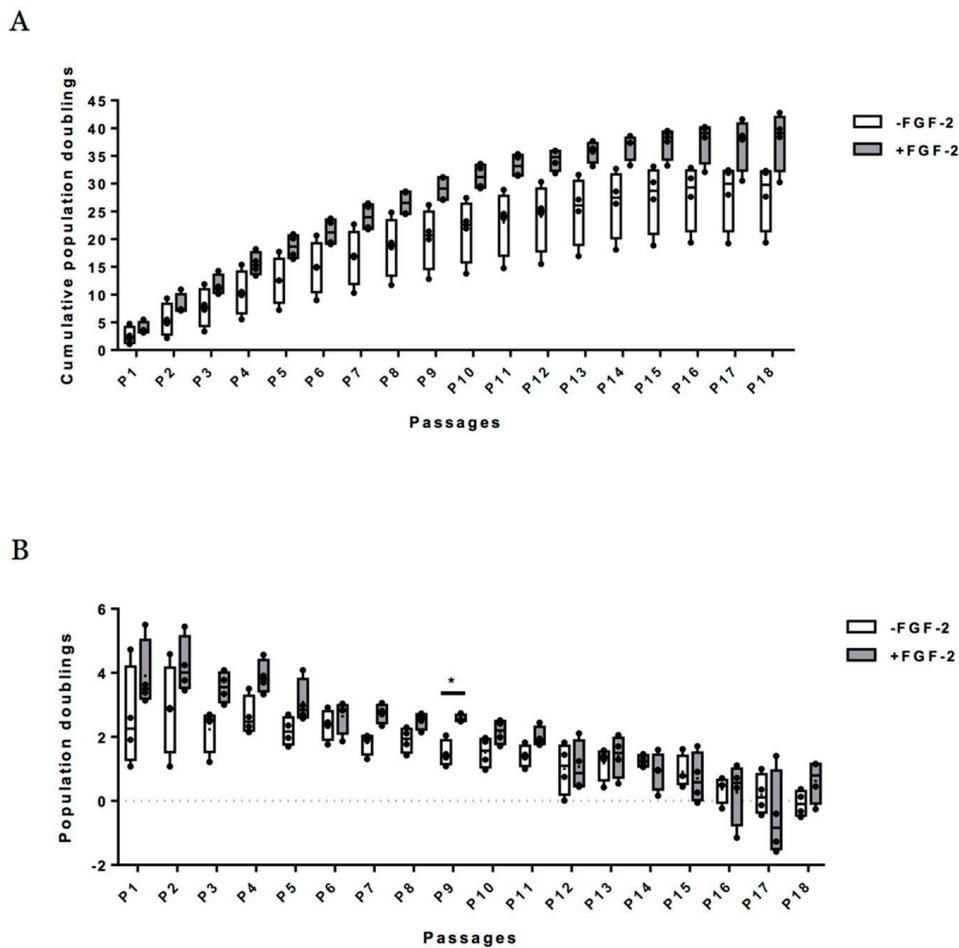 A
Cumulative population doublings
45
40
35
30
25
20
15
10
5
0
P1 P2 P3 P4 P5 P6 P7 P8 P9 P10 P11 P12 P13 P14 P15 P16 P17 P18
Passages
-FGF-2
+FGF-2
B
Population doublings
6
4
2
0
-2
*
P1 P2 P3 P4 P5 P6 P7 P8 P9 P10 P11 P12 P13 P14 P15 P16 P17 P18
Passages
-FGF-2
+FGF-2